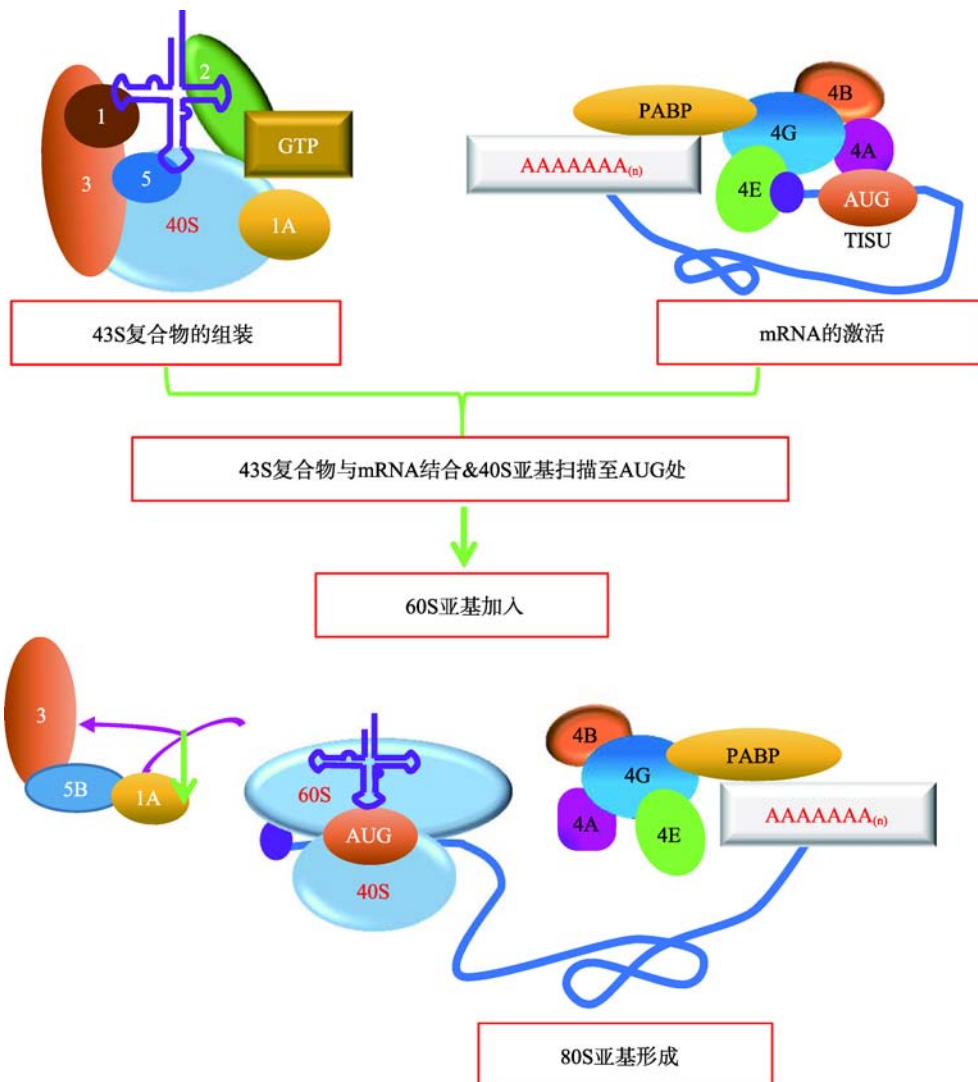 2
1
GTP
3
5
40S
1A
4B
PABP
4G
4A
AAAAAAA(n)
4E
AUG
TISU
43S复合物的组装
mRNA的激活
43S复合物与mRNA结合&40S亚基扫描至AUG处
60S亚基加入
3
5B
1A
60S
AUG
40S
4B
PABP
4G
4A
4E
AAAAAAA(n)
80S亚基形成